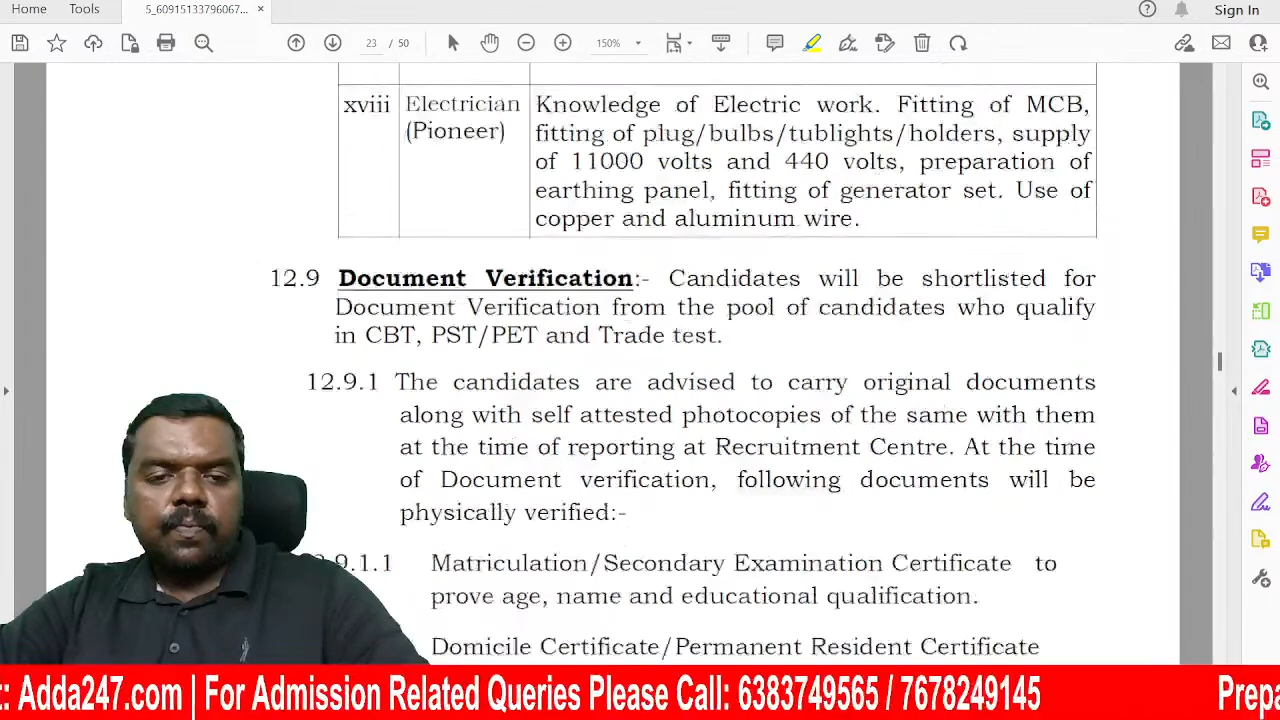 Home Tools 5_60915133796067... × Sign In
23 / 50 150%
xviii Electrician Knowledge of Electric work. Fitting of MCB,
(Pioneer) fitting of plug/bulbs/tublights/holders, supply
of 11000 volts and 440 volts, preparation of
earthing panel, fitting of generator set. Use of
copper and aluminum wire.
12.9 Document Verification:- Candidates will be shortlisted for
Document Verification from the pool of candidates who qualify
in CBT, PST/PET and Trade test.
12.9.1 The candidates are advised to carry original documents
along with self attested photocopies of the same with them
at the time of reporting at Recruitment Centre. At the time
of Document verification, following documents will be
physically verified:-
.9.1.1 Matriculation/Secondary Examination Certificate to
prove age, name and educational qualification.
Domicile Certificate/Permanent Resident Certificate
: Adda247.com | For Admission Related Queries Please Call: 6383749565 / 7678249145 Prepa